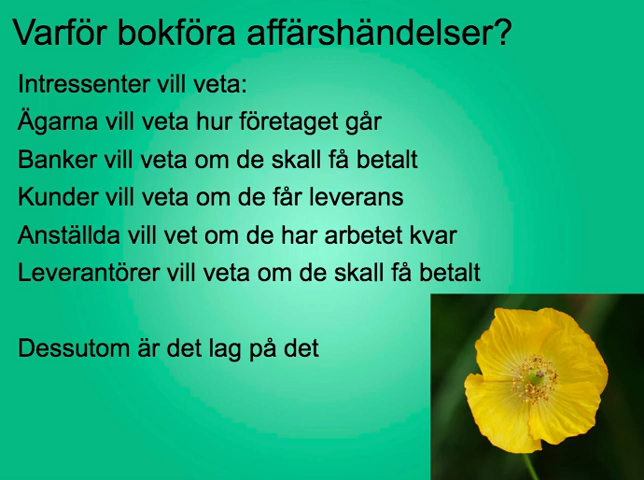 Varför bokföra affärshändelser?
Intressenter vill veta:
Ägarna vill veta hur företaget går
Banker vill veta om de skall få betalt
Kunder vill veta om de får leverans
Anställda vill vet om de har arbetet kvar
Leverantörer vill veta om de skall få betalt
Dessutom är det lag på det